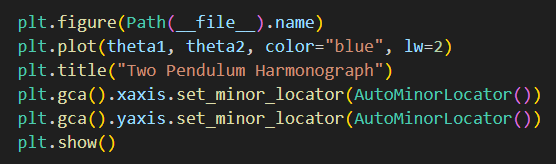 plt.figure(Path(__file__).name)
plt.plot(theta1, theta2, color="blue", lw=2)
plt.title("Two Pendulum Harmonograph")
plt.gca().xaxis.set_minor_locator(AutoMinorLocator())
plt.gca().yaxis.set_minor_locator(AutoMinorLocator())
plt.show()